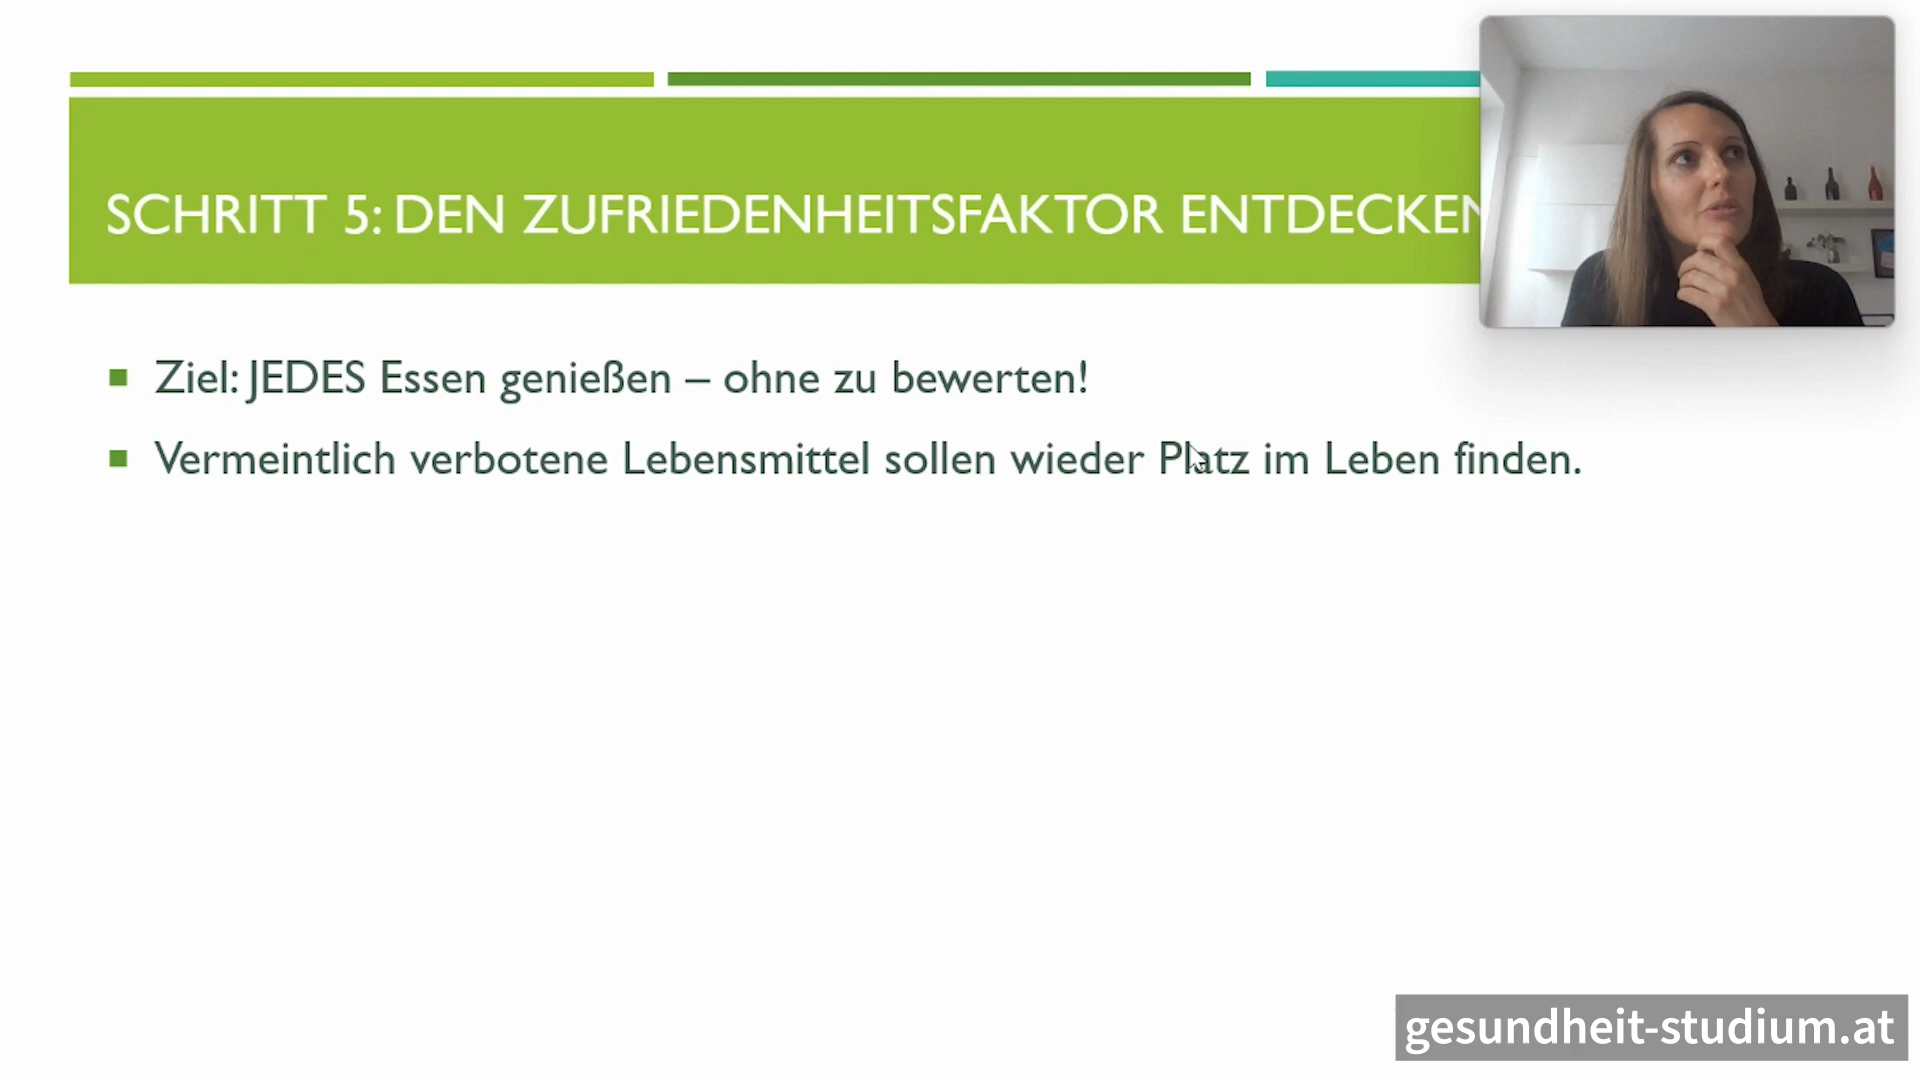 SCHRITT 5: DEN ZUFRIEDENHEITSFAKTOR ENTDECKEN
Ziel: JEDES Essen genießen – ohne zu bewerten!
Vermeintlich verbotene Lebensmittel sollen wieder Platz im Leben finden.
gesundheit-studium.at